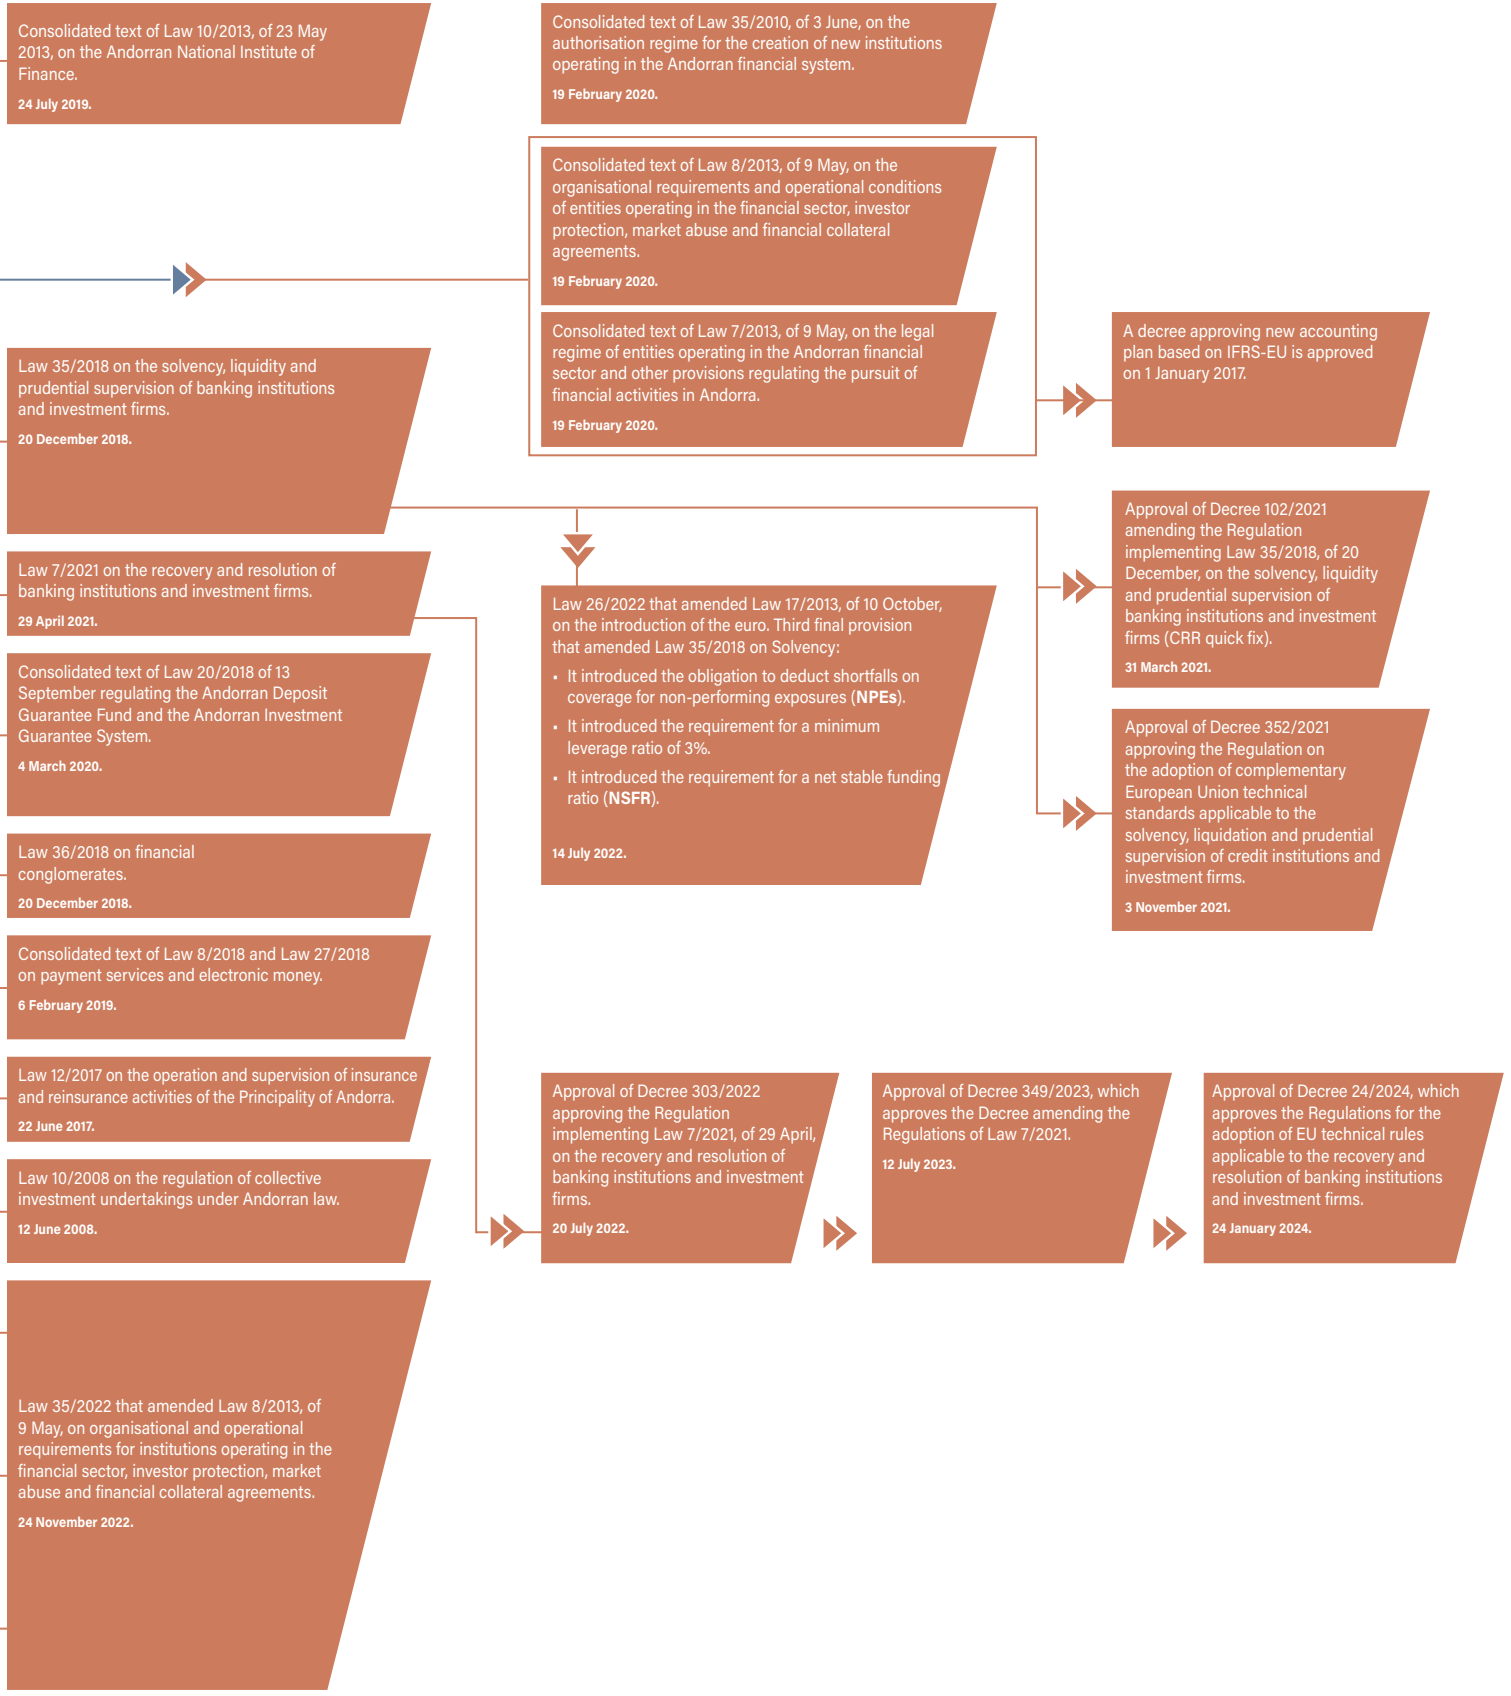 Consolidated text of Law 10/2013, of 23 May
2013, on the Andorran National Institute of
Finance.
24 July 2019.
Consolidated text of Law 35/2010, of 3 June, on the
authorisation regime for the creation of new institutions
operating in the Andorran financial system.
19 February 2020.
Consolidated text of Law 8/2013, of 9 May, on the
organisational requirements and operational conditions
of entities operating in the financial sector, investor
protection, market abuse and financial collateral
agreements.
19 February 2020.
Consolidated text of Law 7/2013, of 9 May, on the legal
regime of entities operating in the Andorran financial
sector and other provisions regulating the pursuit of
financial activities in Andorra.
19 February 2020.
A decree approving new accounting
plan based on IFRS-EU is approved
on 1 January 2017.
Law 35/2018 on the solvency, liquidity and
prudential supervision of banking institutions
and investment firms.
20 December 2018.
Approval of Decree 102/2021
amending the Regulation
implementing Law 35/2018, of 20
December, on the solvency, liquidity
and prudential supervision of
banking institutions and investment
firms (CRR quick fix).
31 March 2021.
Law 7/2021 on the recovery and resolution of
banking institutions and investment firms.
29 April 2021.
Law 26/2022 that amended Law 17/2013, of 10 October,
on the introduction of the euro. Third final provision
that amended Law 35/2018 on Solvency:
• It introduced the obligation to deduct shortfalls on
coverage for non-performing exposures (NPEs).
• It introduced the requirement for a minimum
leverage ratio of 3%.
• It introduced the requirement for a net stable funding
ratio (NSFR).
14 July 2022.
Consolidated text of Law 20/2018 of 13
September regulating the Andorran Deposit
Guarantee Fund and the Andorran Investment
Guarantee System.
4 March 2020.
Approval of Decree 352/2021
approving the Regulation on
the adoption of complementary
European Union technical
standards applicable to the
solvency, liquidation and prudential
supervision of credit institutions and
investment firms.
3 November 2021.
Law 36/2018 on financial
conglomerates.
20 December 2018.
Consolidated text of Law 8/2018 and Law 27/2018
on payment services and electronic money.
6 February 2019.
Law 12/2017 on the operation and supervision of insurance
and reinsurance activities of the Principality of Andorra.
22 June 2017.
Approval of Decree 303/2022
approving the Regulation
implementing Law 7/2021, of 29 April,
on the recovery and resolution of
banking institutions and investment
firms.
20 July 2022.
Approval of Decree 349/2023, which
approves the Decree amending the
Regulations of Law 7/2021.
12 July 2023.
Approval of Decree 24/2024, which
approves the Regulations for the
adoption of EU technical rules
applicable to the recovery and
resolution of banking institutions
and investment firms.
24 January 2024.
Law 10/2008 on the regulation of collective
investment undertakings under Andorran law.
12 June 2008.
Law 35/2022 that amended Law 8/2013, of
9 May, on organisational and operational
requirements for institutions operating in the
financial sector, investor protection, market
abuse and financial collateral agreements.
24 November 2022.